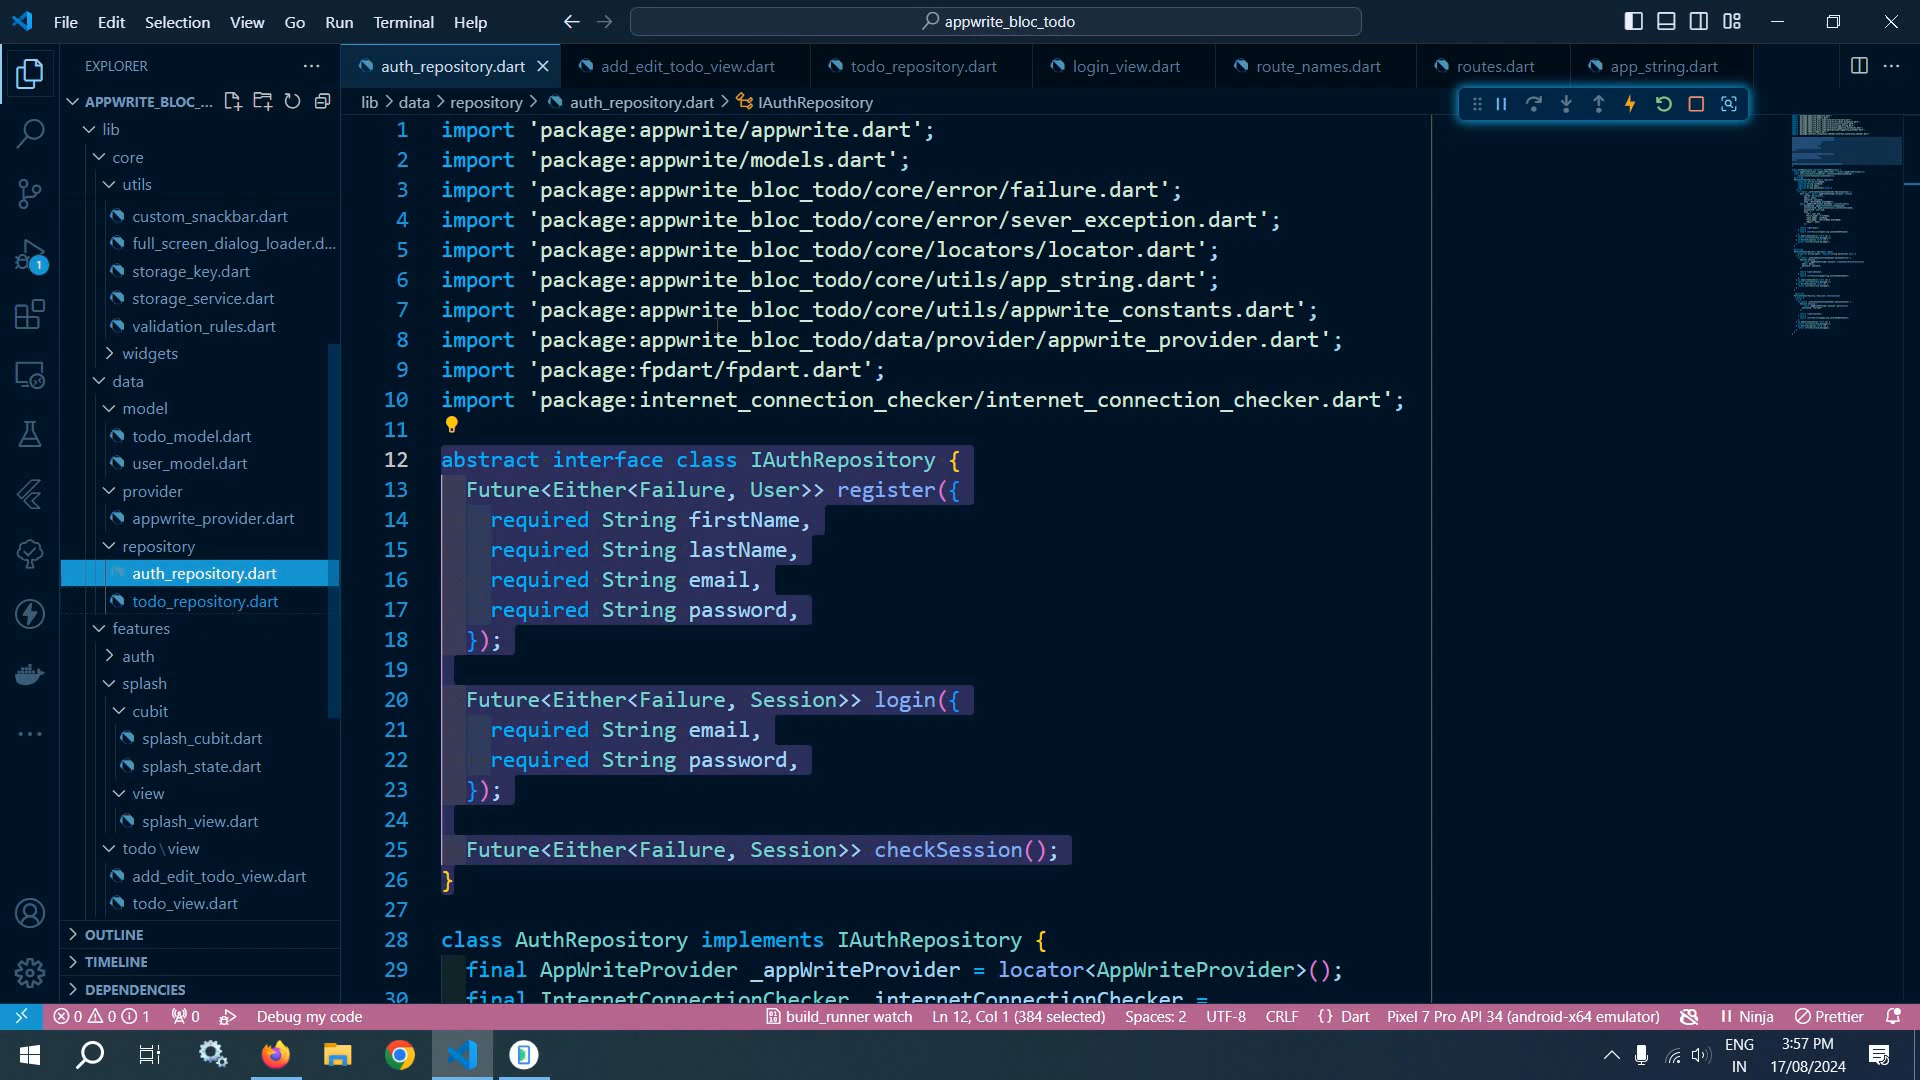 File Edit Selection View Go Run Terminal Help
appwrite_bloc_todo
EXPLORER
auth_repository.dart
add_edit_todo_view.dart
todo_repository.dart
login_view.dart
route_names.dart
routes.dart
app_string.dart
APPWRITE_BLOC_...
lib > data > repository > auth_repository.dart > IAuthRepository
lib
core
utils
custom_snackbar.dart
full_screen_dialog_loader.d...
storage_key.dart
storage_service.dart
validation_rules.dart
widgets
data
model
todo_model.dart
user_model.dart
provider
appwrite_provider.dart
repository
auth_repository.dart
todo_repository.dart
features
auth
splash
cubit
splash_cubit.dart
splash_state.dart
view
splash_view.dart
todo\view
add_edit_todo_view.dart
todo_view.dart
OUTLINE
TIMELINE
DEPENDENCIES
1
1 import 'package:appwrite/appwrite.dart';
2 import 'package:appwrite/models.dart';
3 import 'package:appwrite_bloc_todo/core/error/failure.dart';
4 import 'package:appwrite_bloc_todo/core/error/sever_exception.dart';
5 import 'package:appwrite_bloc_todo/core/locators/locator.dart';
6 import 'package:appwrite_bloc_todo/core/utils/app_string.dart';
7 import 'package:appwrite_bloc_todo/core/utils/appwrite_constants.dart';
8 import 'package:appwrite_bloc_todo/data/provider/appwrite_provider.dart';
9 import 'package:fpdart/fpdart.dart';
10 import 'package:internet_connection_checker/internet_connection_checker.dart';
11
12 abstract interface class IAuthRepository {
13 Future<Either<Failure, User>> register({
14 required String firstName,
15 required String lastName,
16 required String email,
17 required String password,
18 });
19
20 Future<Either<Failure, Session>> login({
21 required String email,
22 required String password,
23 });
24
25 Future<Either<Failure, Session>> checkSession();
26 }
27
28 class AuthRepository implements IAuthRepository {
29 final AppWriteProvider _appWriteProvider = locator<AppWriteProvider>();
30 final InternetConnectionChecker _internetConnectionChecker =
0 0 1 0 Debug my code build_runner watch Ln 12, Col 1 (384 selected) Spaces: 2 UTF-8 CRLF {} Dart Pixel 7 Pro API 34 (android-x64 emulator) Ninja Prettier
ENG
IN
3:57 PM
17/08/2024